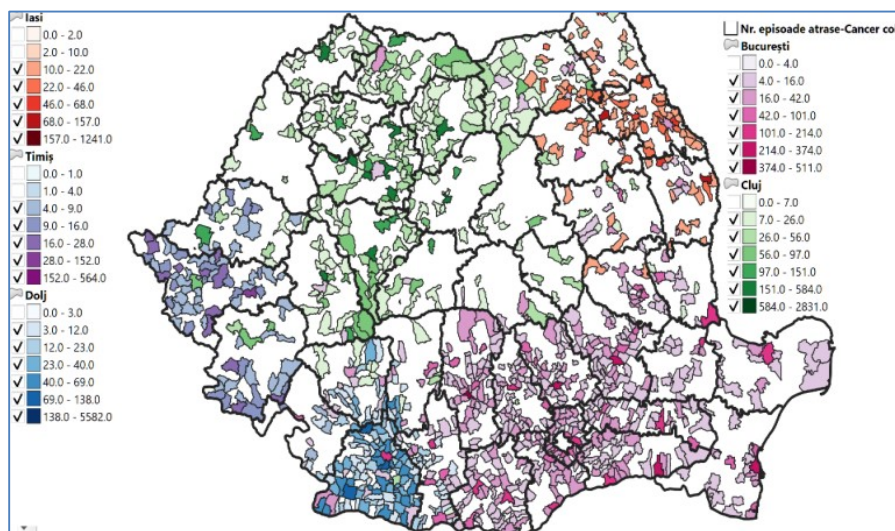 Iasi
0.0 - 2.0
2.0 - 10.0
10.0 - 22.0
22.0 - 46.0
46.0 - 68.0
68.0 - 157.0
157.0 - 1241.0
Timiș
0.0 - 1.0
1.0 - 4.0
4.0 - 9.0
9.0 - 16.0
16.0 - 28.0
28.0 - 152.0
152.0 - 564.0
Dolj
0.0 - 3.0
3.0 - 12.0
12.0 - 23.0
23.0 - 40.0
40.0 - 69.0
69.0 - 138.0
138.0 - 5582.0
Nr. episoade atrase-Cancer co
București
0.0 - 4.0
4.0 - 16.0
16.0 - 42.0
42.0 - 101.0
101.0 - 214.0
214.0 - 374.0
374.0 - 511.0
Cluj
0.0 - 7.0
7.0 - 26.0
26.0 - 56.0
56.0 - 97.0
97.0 - 151.0
151.0 - 584.0
584.0 - 2831.0